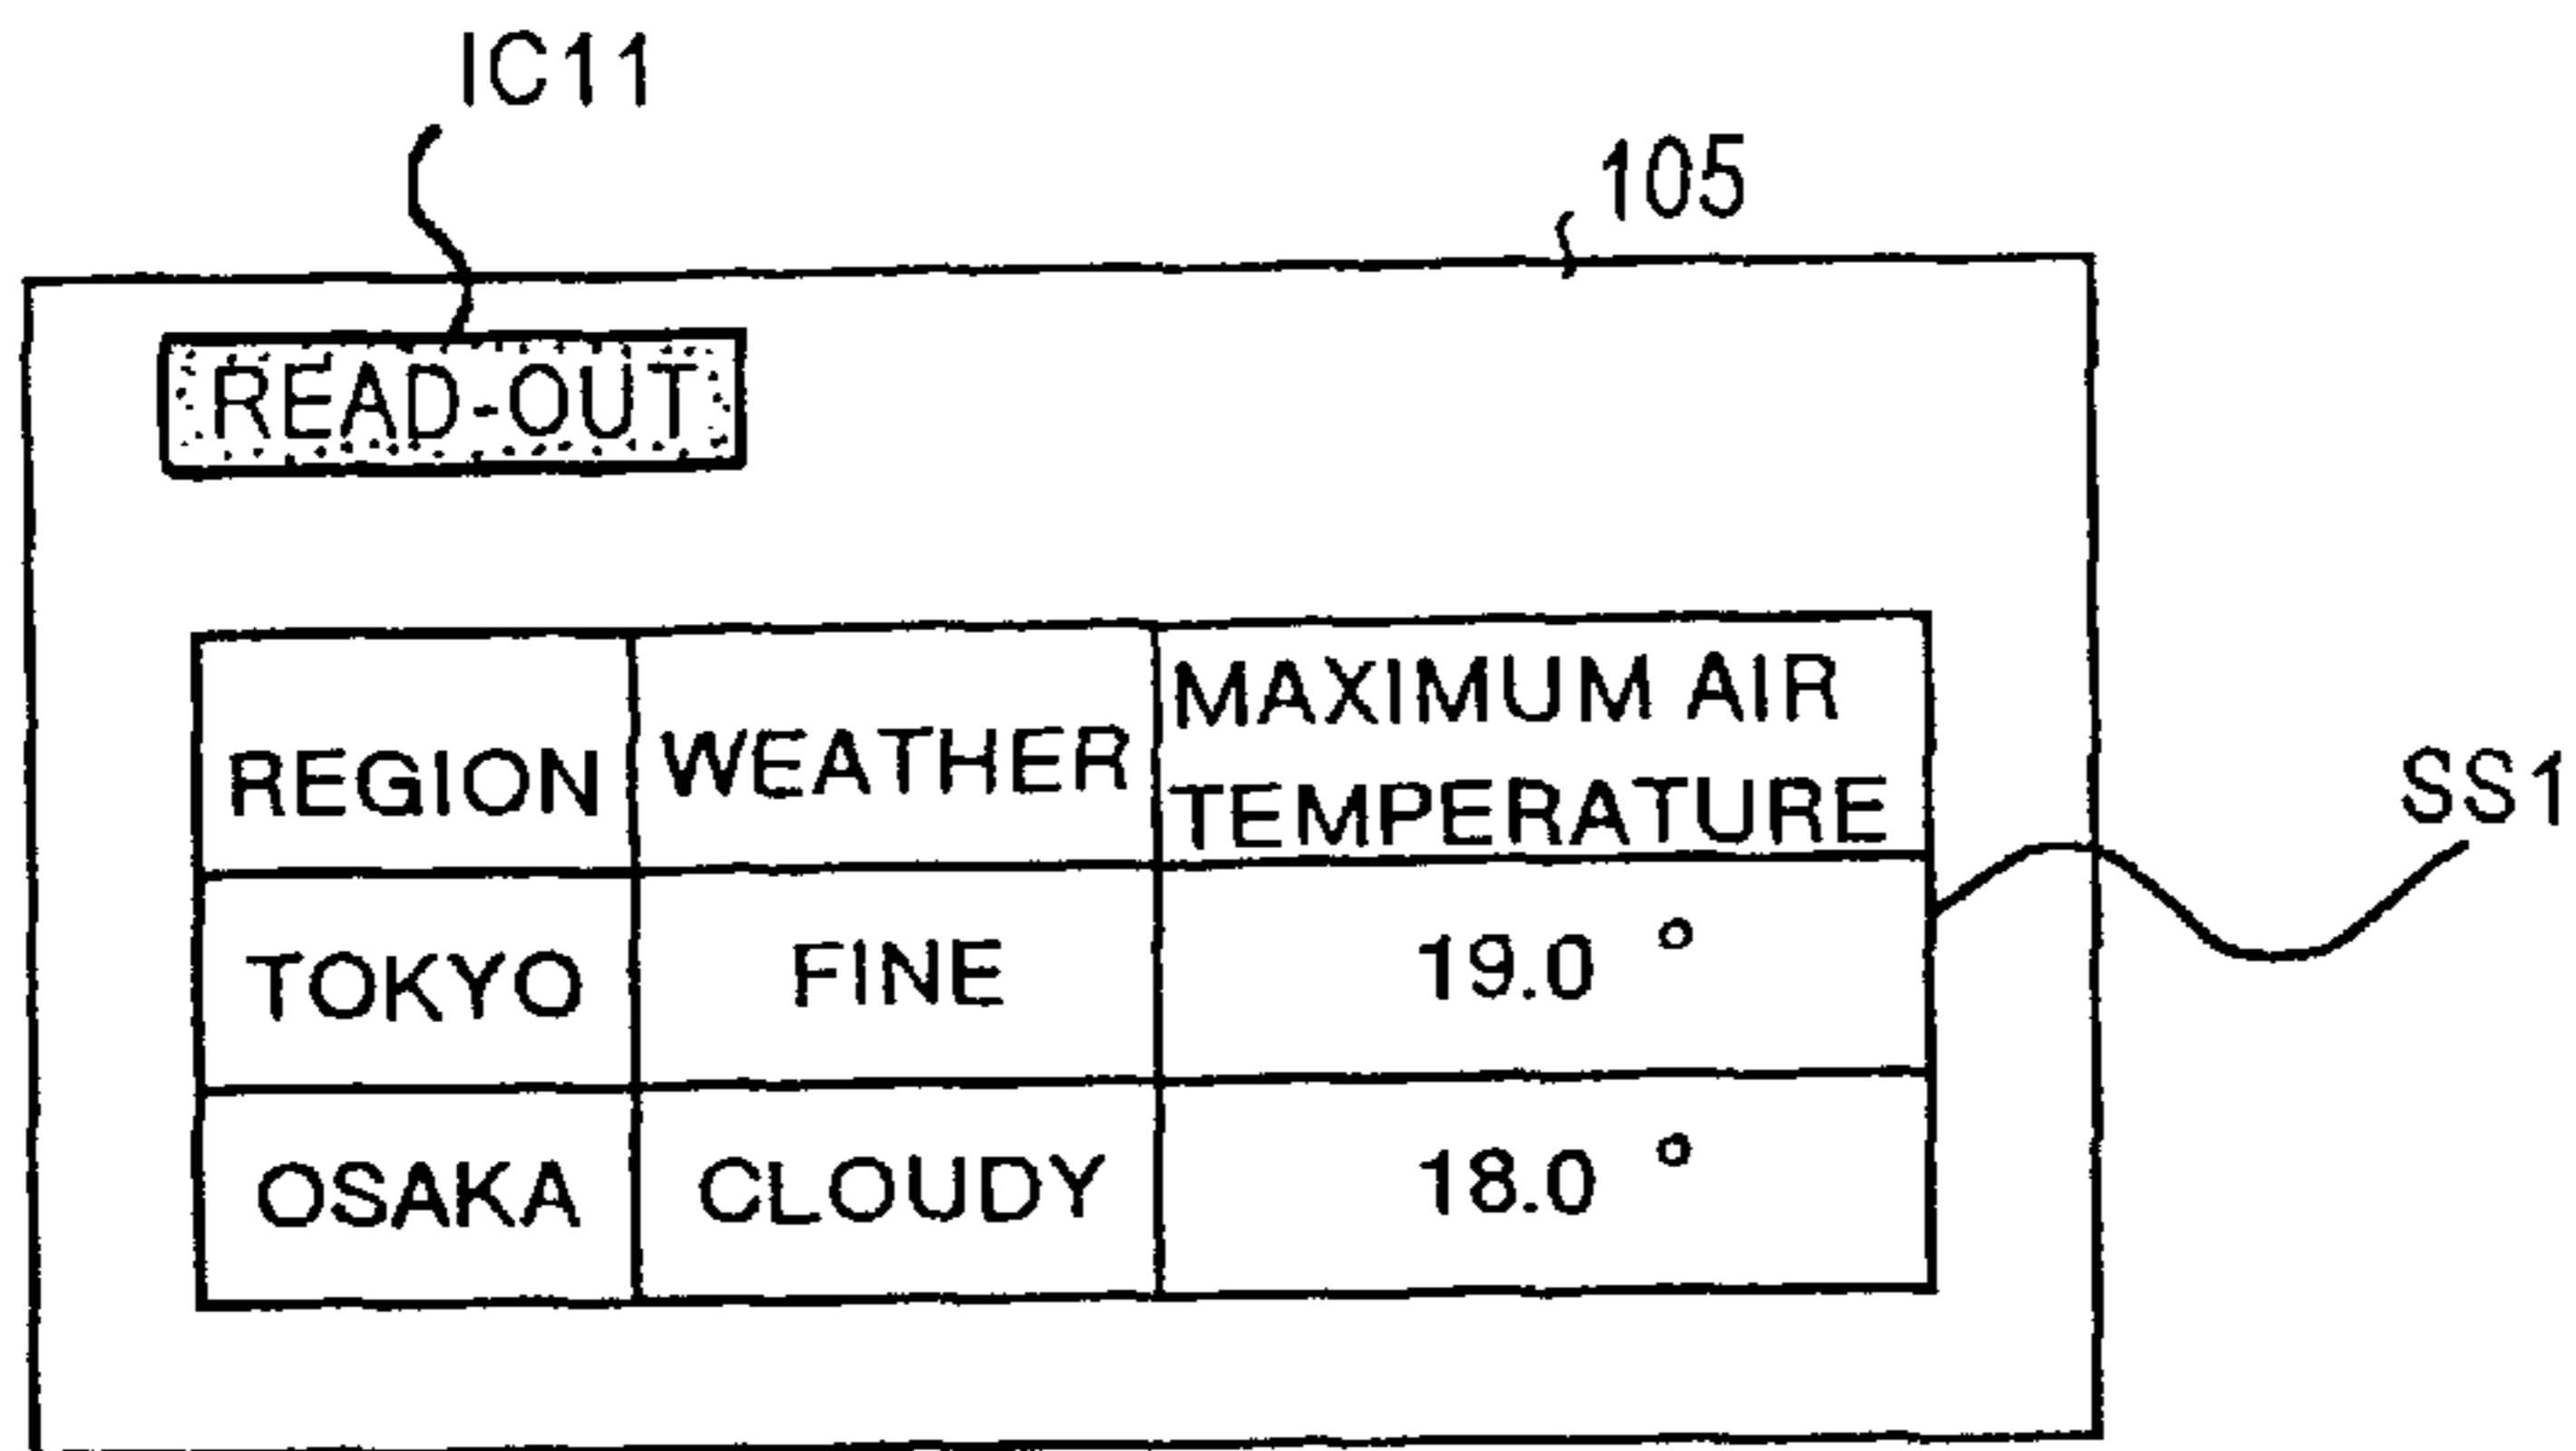 IC11
105
READ-OUT
REGION WEATHER MAXIMUM AIR TEMPERATURE
SS1
TOKYO FINE 19.0 °
OSAKA CLOUDY 18.0 °